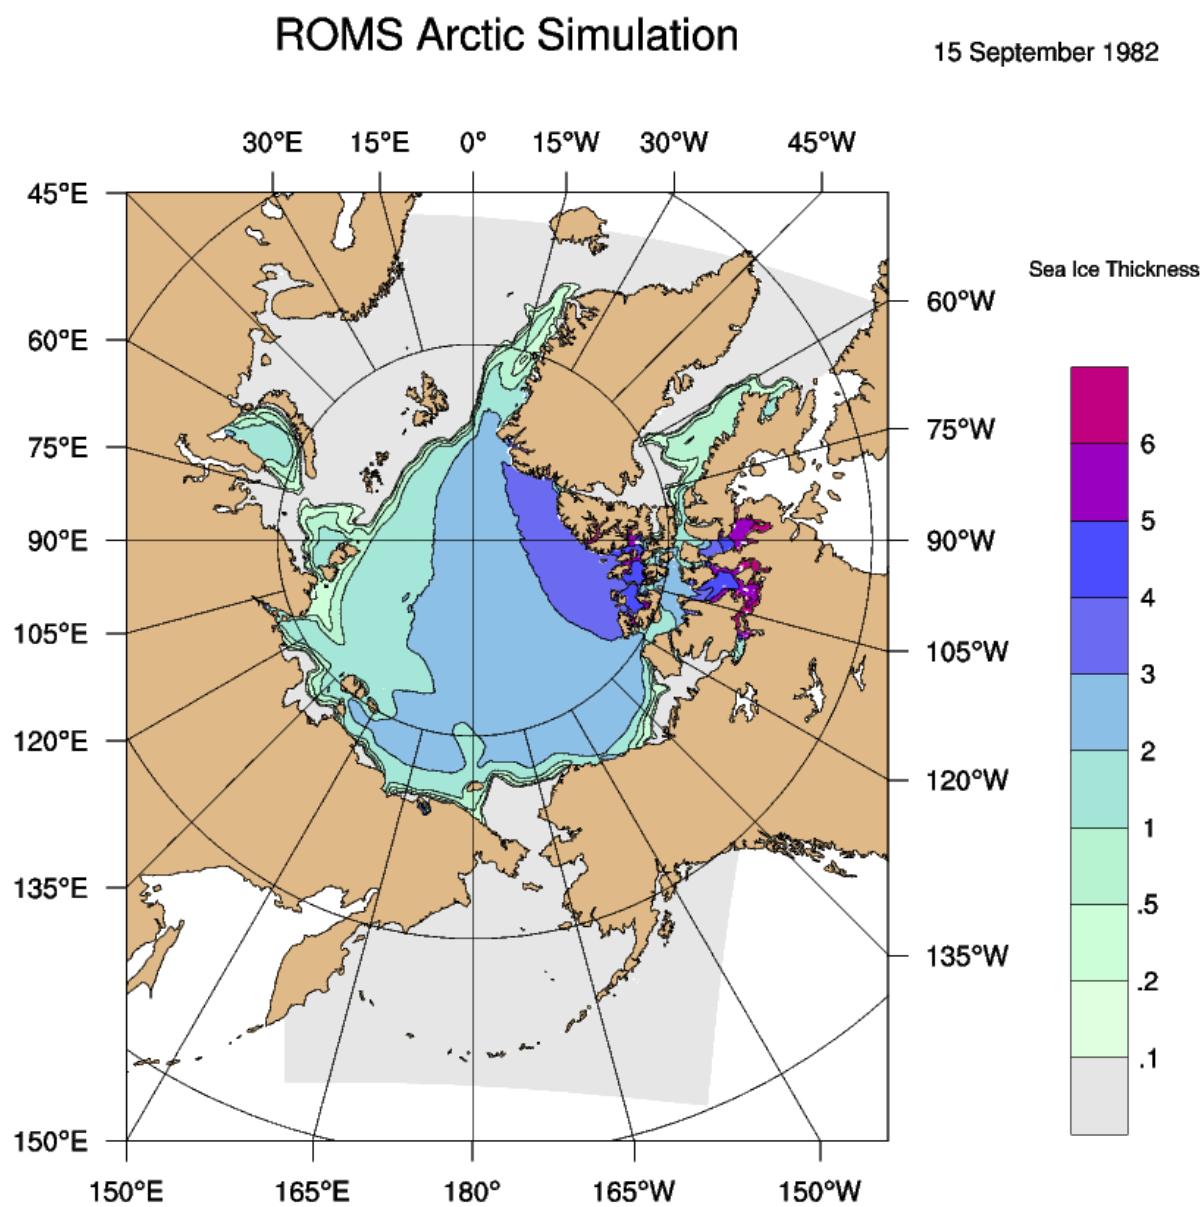 ROMS Arctic Simulation
15 September 1982
30°E 15°E 0° 15°W 30°W 45°W
45°E
60°E
75°E
90°E
105°E
120°E
135°E
150°E
60°W
75°W
90°W
105°W
120°W
135°W
150°E 165°E 180° 165°W 150°W
Sea Ice Thickness
6
5
4
3
2
1
.5
.2
.1